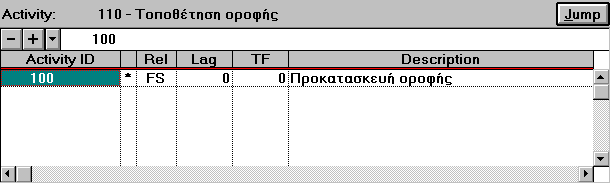 Activity: 110 - Τοποθέτηση οροφής Jump
100
Activity ID Rel Lag TF Description
100 * FS 0 0 Προκατασκευή οροφής